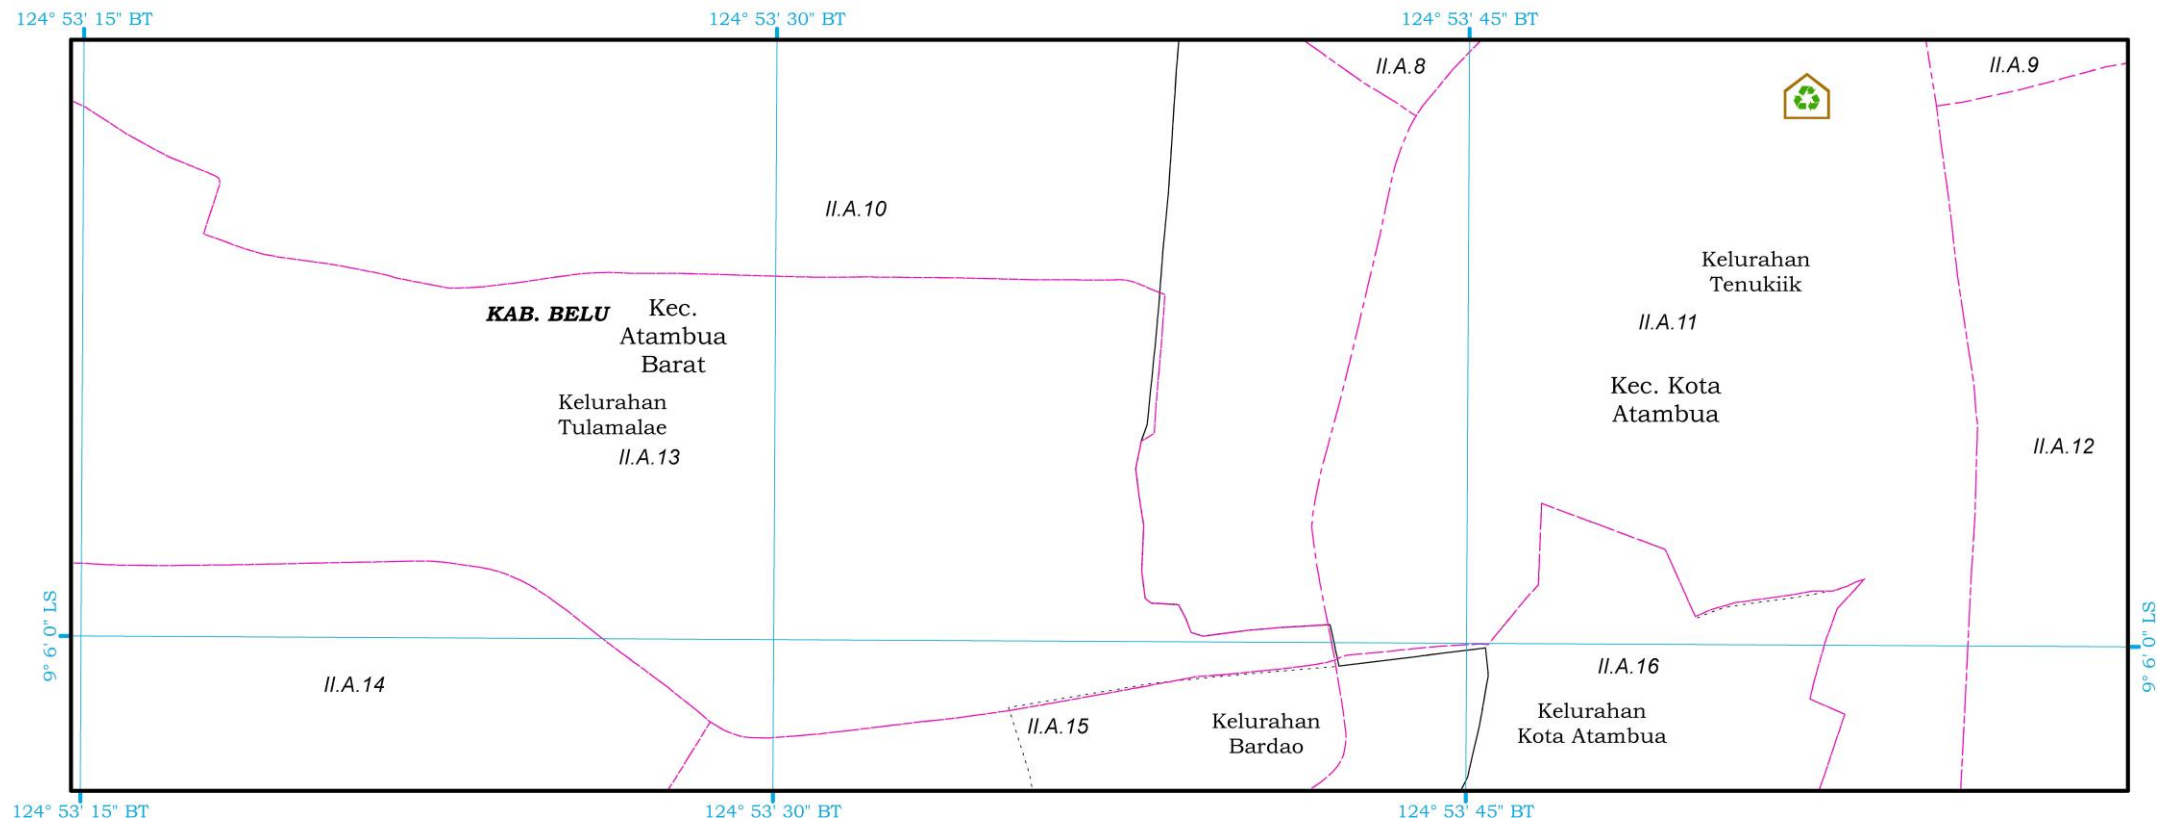 124° 53' 15" BT
124° 53' 30" BT
124° 53' 45" BT
II.A.8
II.A.9
II.A.10
Kelurahan
Tenukiik
II.A.11
KAB. BELU
Kec.
Atambua
Barat
Kec. Kota
Atambua
Kelurahan
Tulamalae
II.A.13
II.A.12
9° 6' 0" LS
9° 6' 0" LS
II.A.14
II.A.16
II.A.15
Kelurahan
Bardao
Kelurahan
Kota Atambua
124° 53' 15" BT
124° 53' 30" BT
124° 53' 45" BT